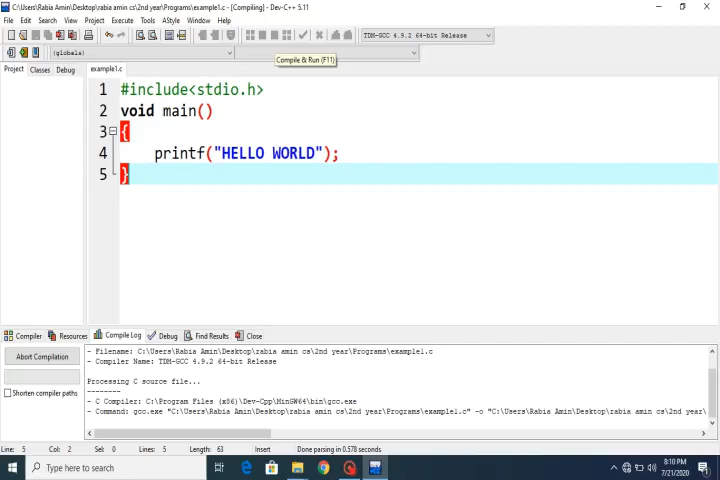 C:\Users\Rabia Amin\Desktop\rabia amin cs\2nd year\Programs\example1.c - [Compiling] - Dev-C++ 5.11
File Edit Search View Project Execute Tools AStyle Window Help
TDM-GCC 4.9.2 64-bit Release
(globals)
Compile & Run (F11)
Project Classes Debug
example1.c
1 #include<stdio.h>
2 void main()
3 {
4 printf("HELLO WORLD");
5 }
Compiler Resources Compile Log Debug Find Results Close
Abort Compilation
Shorten compiler paths
- Filename: C:\Users\Rabia Amin\Desktop\rabia amin cs\2nd year\Programs\example1.c
- Compiler Name: TDM-GCC 4.9.2 64-bit Release
Processing C source file...
--------
- C Compiler: C:\Program Files (x86)\Dev-Cpp\MinGW64\bin\gcc.exe
- Command: gcc.exe "C:\Users\Rabia Amin\Desktop\rabia amin cs\2nd year\Programs\example1.c" -o "C:\Users\Rabia Amin\Desktop\rabia amin cs\2nd year\
Line: 5 Col: 2 Sel: 0 Lines: 5 Length: 63 Insert Done parsing in 0.578 seconds
Type here to search
8:10 PM
7/21/2020